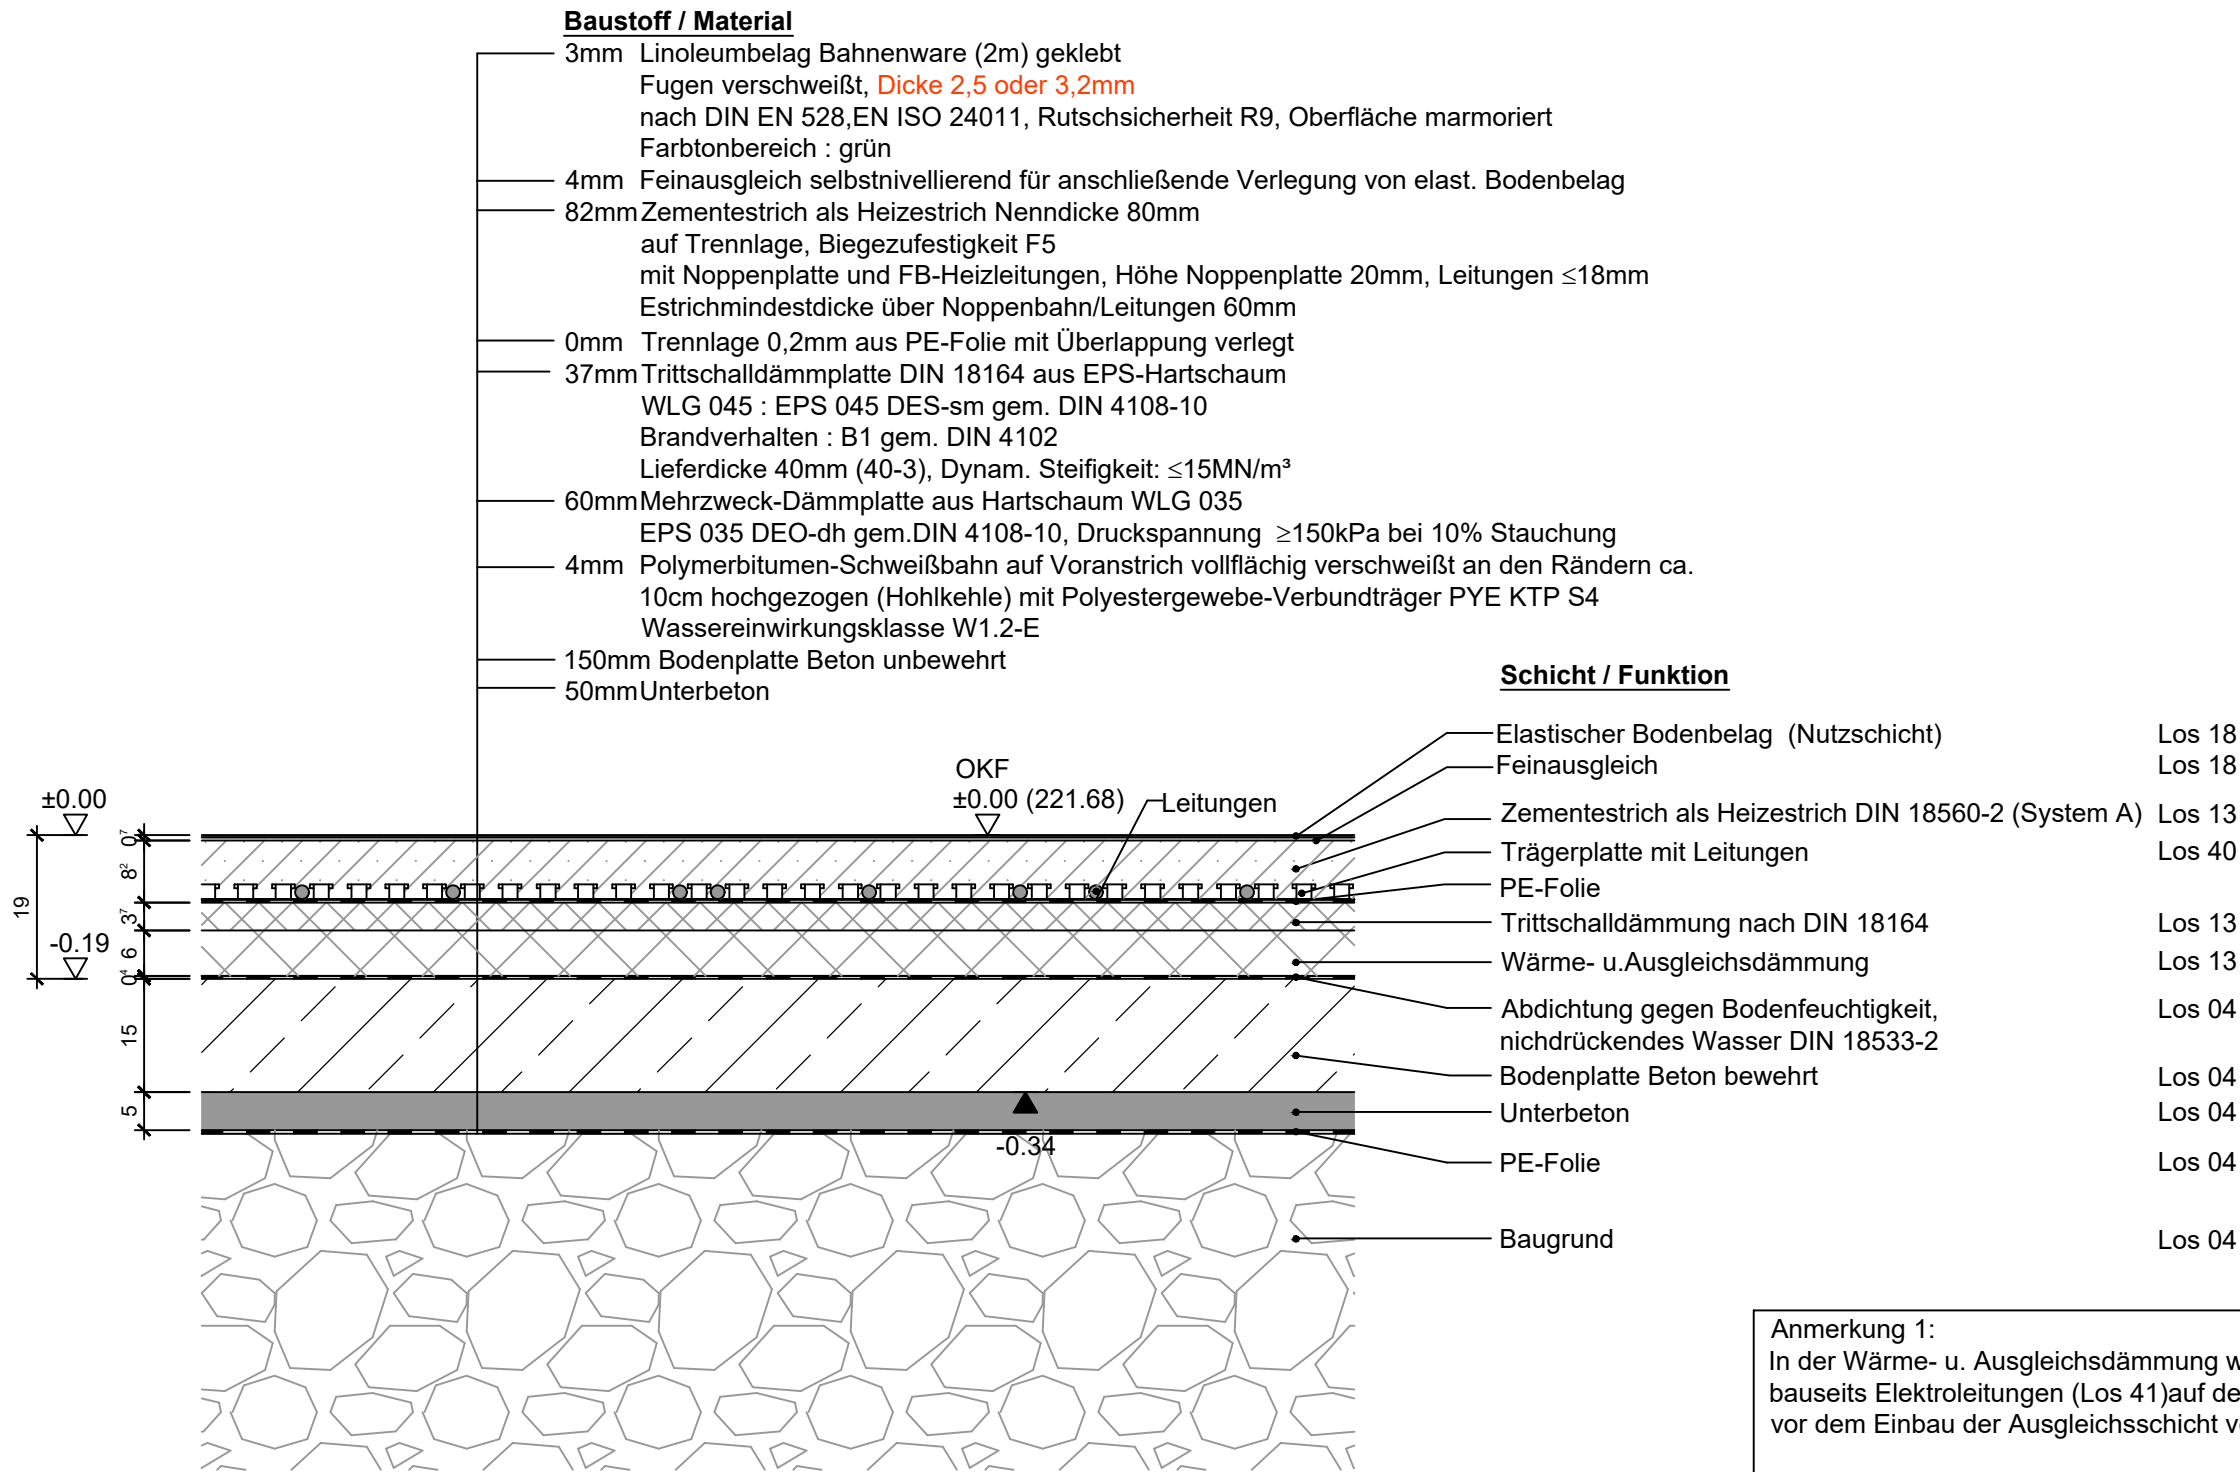 Baustoff / Material
3mm Linoleumbelag Bahnenware (2m) geklebt
Fugen verschweißt, Dicke 2,5 oder 3,2mm
nach DIN EN 528,EN ISO 24011, Rutschsicherheit R9, Oberfläche marmoriert
Farbtonbereich : grün
4mm Feinausgleich selbstnivellierend für anschließende Verlegung von elast. Bodenbelag
82mm Zementestrich als Heizestrich Nenndicke 80mm
auf Trennlage, Biegezufestigkeit F5
mit Noppenplatte und FB-Heizleitungen, Höhe Noppenplatte 20mm, Leitungen ≤18mm
Estrichmindestdicke über Noppenbahn/Leitungen 60mm
0mm Trennlage 0,2mm aus PE-Folie mit Überlappung verlegt
37mm Trittschalldämmplatte DIN 18164 aus EPS-Hartschaum
WLG 045 : EPS 045 DES-sm gem. DIN 4108-10
Brandverhalten : B1 gem. DIN 4102
Lieferdicke 40mm (40-3), Dynam. Steifigkeit: ≤15MN/m³
60mm Mehrzweck-Dämmplatte aus Hartschaum WLG 035
EPS 035 DEO-dh gem.DIN 4108-10, Druckspannung ≥150kPa bei 10% Stauchung
4mm Polymerbitumen-Schweißbahn auf Voranstrich vollflächig verschweißt an den Rändern ca.
10cm hochgezogen (Hohlkehle) mit Polyestergewebe-Verbundträger PYE KTP S4
Wassereinwirkungsklasse W1.2-E
150mm Bodenplatte Beton unbewehrt
50mm Unterbeton
Schicht / Funktion
Elastischer Bodenbelag (Nutzschicht) Los 18
Feinausgleich Los 18
Zementestrich als Heizestrich DIN 18560-2 (System A) Los 13
Trägerplatte mit Leitungen Los 40
PE-Folie
Trittschalldämmung nach DIN 18164 Los 13
Wärme- u.Ausgleichsdämmung Los 13
Abdichtung gegen Bodenfeuchtigkeit, Los 04
nichdrückendes Wasser DIN 18533-2
Bodenplatte Beton bewehrt Los 04
Unterbeton Los 04
PE-Folie Los 04
Baugrund Los 04
OKF
±0.00 (221.68)
Leitungen
±0.00
-0.19
19
0⁷
8²
3⁷
6
0⁴
15
5
-0.34
Anmerkung 1:
In der Wärme- u. Ausgleichsdämmung w
bauseits Elektroleitungen (Los 41)auf de
vor dem Einbau der Ausgleichsschicht v